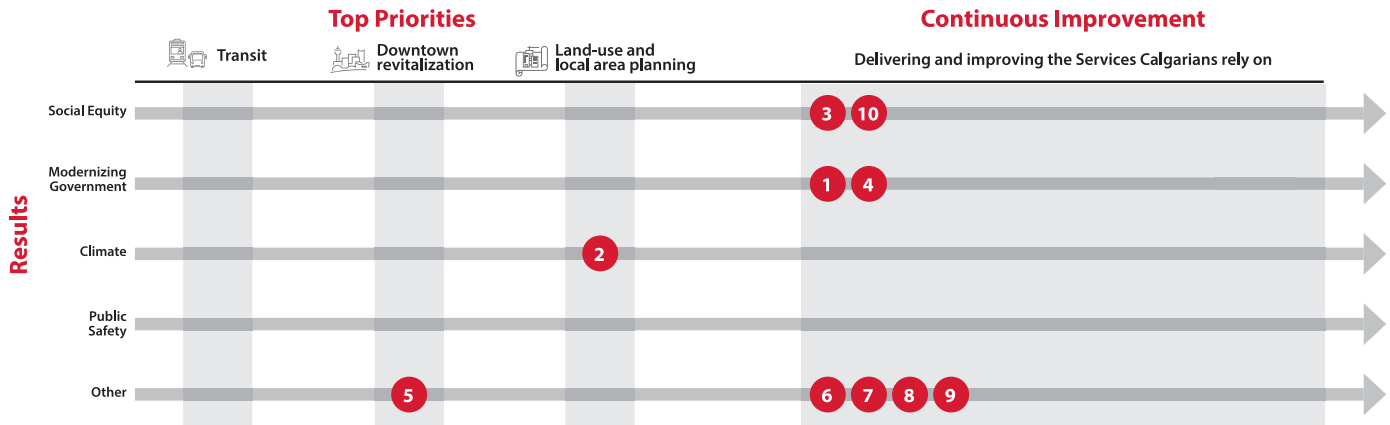 Top Priorities
Continuous Improvement
Transit
Downtown
revitalization
Land-use and
local area planning
Delivering and improving the Services Calgarians rely on
Results
Social Equity
3 10
Modernizing
Government
1 4
Climate
2
Public
Safety
Other
5 6 7 8 9